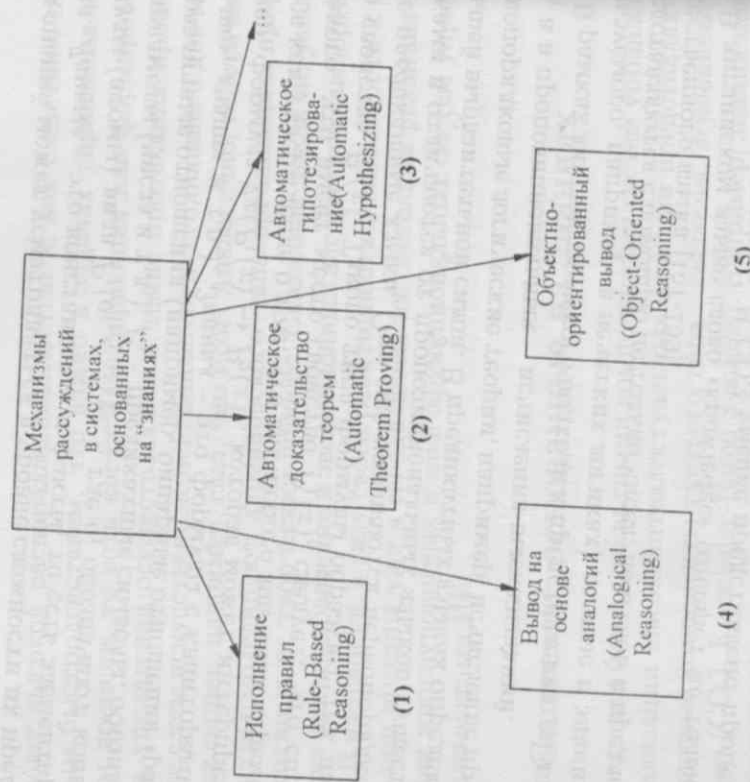 Механизмы
рассуждений
в системах,
основанных
на “знаниях”
Исполнение
правил
(Rule-Based
Reasoning)
(1)
Автоматическое
доказательство
теорем
(Automatic
Theorem Proving)
(2)
Автоматическое
гипотезирова-
ние(Automatic
Hypothesizing)
(3)
...
Вывод на
основе
аналогий
(Analogical
Reasoning)
(4)
Объектно-
ориентированный
вывод
(Object-Oriented
Reasoning)
(5)